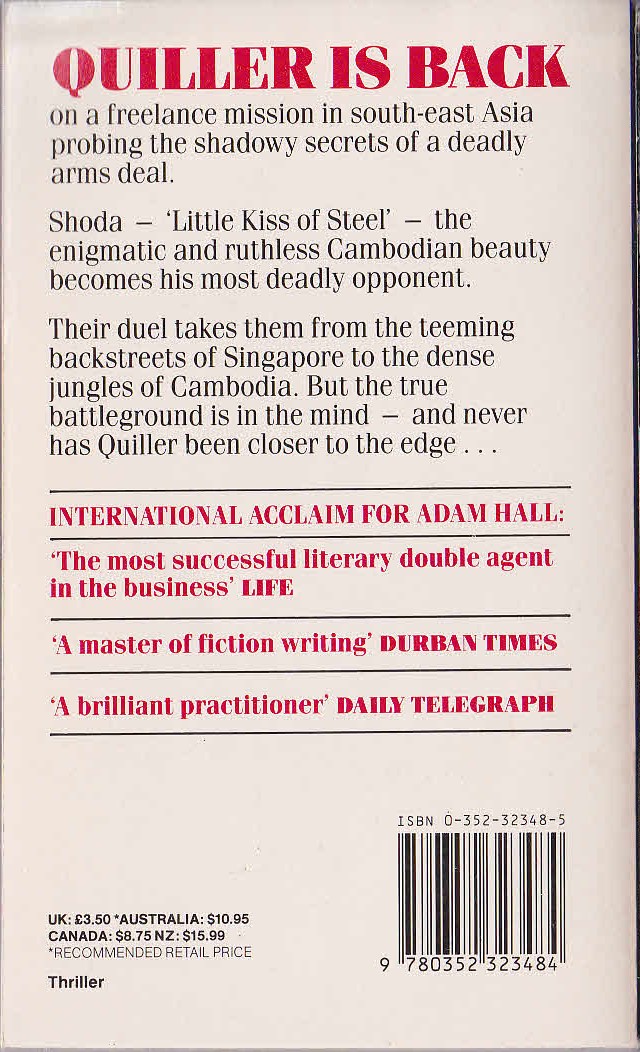 QUILLER IS BACK
on a freelance mission in south-east Asia
probing the shadowy secrets of a deadly
arms deal.
Shoda – ‘Little Kiss of Steel’ – the
enigmatic and ruthless Cambodian beauty
becomes his most deadly opponent.
Their duel takes them from the teeming
backstreets of Singapore to the dense
jungles of Cambodia. But the true
battleground is in the mind – and never
has Quiller been closer to the edge . . .
INTERNATIONAL ACCLAIM FOR ADAM HALL:
‘The most successful literary double agent
in the business’ LIFE
‘A master of fiction writing’ DURBAN TIMES
‘A brilliant practitioner’ DAILY TELEGRAPH
ISBN 0-352-32348-5
9 780352 323484
UK: £3.50 *AUSTRALIA: $10.95
CANADA: $8.75 NZ: $15.99
*RECOMMENDED RETAIL PRICE
Thriller